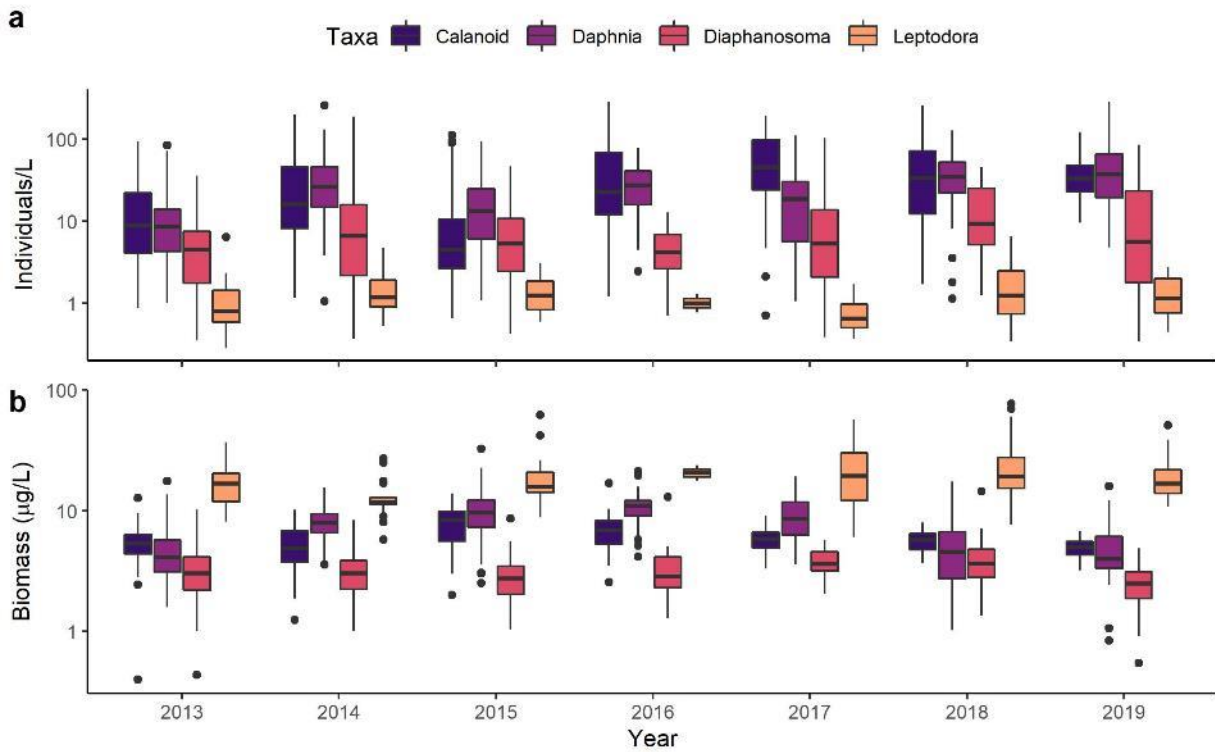 a
Taxa Calanoid Daphnia Diaphanosoma Leptodora
Individuals/L
100
10
1
b
Biomass (µg/L)
100
10
1
2013 2014 2015 2016 2017 2018 2019
Year